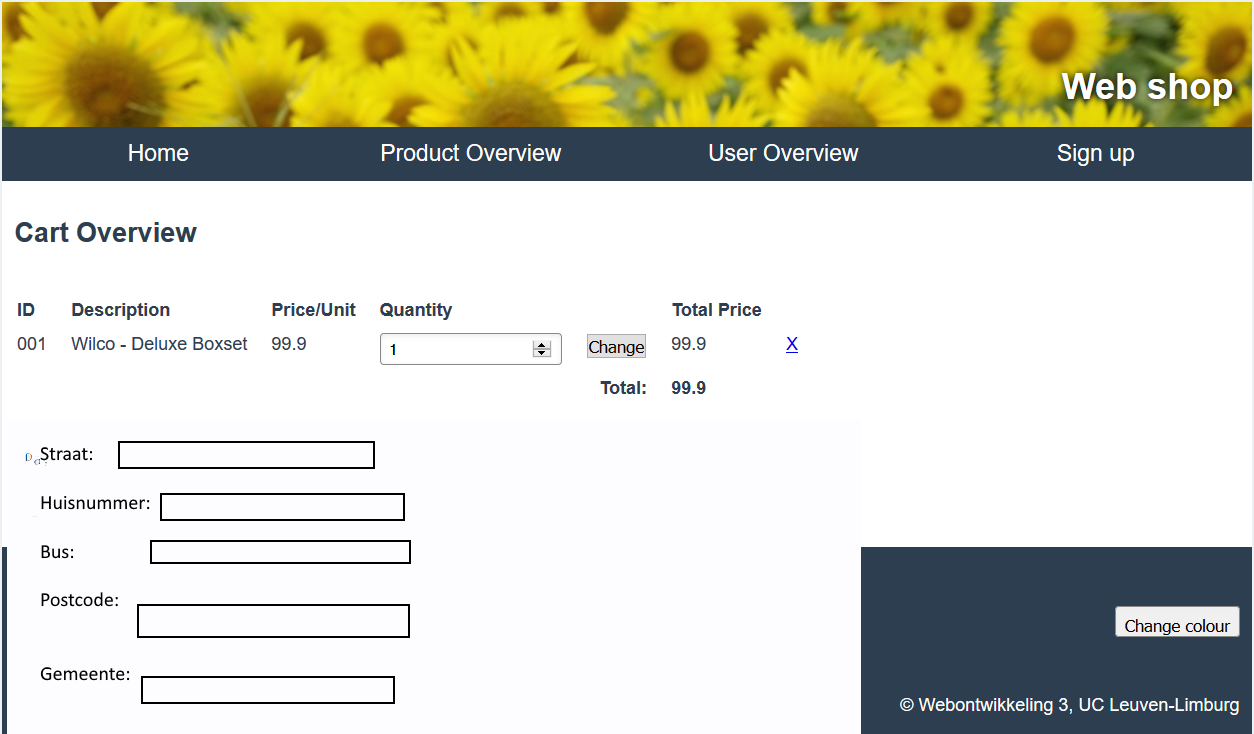 Web shop
Home Product Overview User Overview Sign up
Cart Overview
ID Description Price/Unit Quantity Total Price
001 Wilco - Deluxe Boxset 99.9 1 Change 99.9 X
Total: 99.9
Straat:
Huisnummer:
Bus:
Postcode:
Change colour
Gemeente:
© Webontwikkeling 3, UC Leuven-Limburg